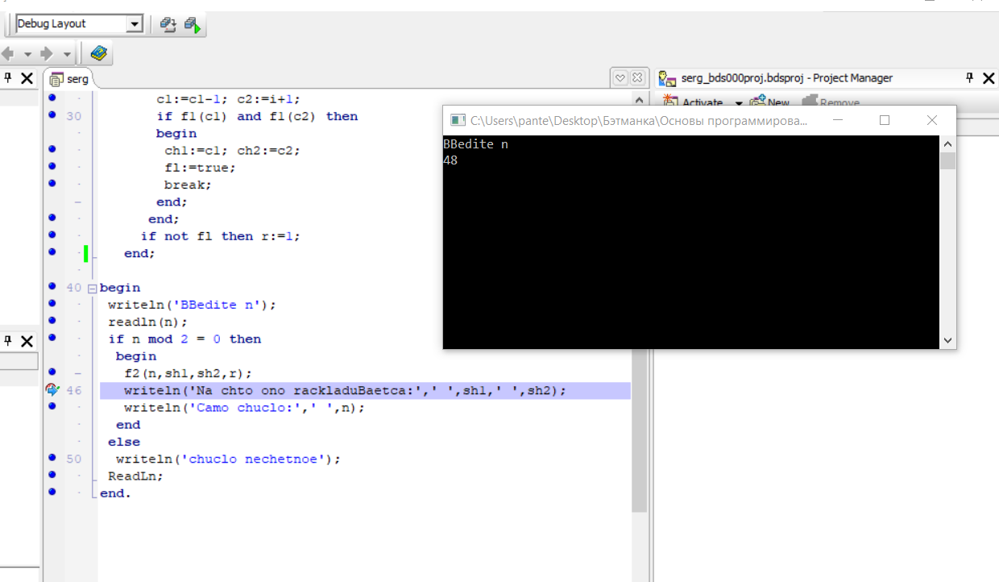 Debug Layout
serg
serg_bds000proj.bdsproj - Project Manager
Activate New Remove
c1:=c1-1; c2:=i+1;
30 if f1(c1) and f1(c2) then
begin
ch1:=c1; ch2:=c2;
fl:=true;
break;
end;
end;
if not fl then r:=1;
end;
40 begin
writeln('BBedite n');
readln(n);
if n mod 2 = 0 then
begin
f2(n,sh1,sh2,r);
46 writeln('Na chto ono rackladuBaetca:',' ',sh1,' ',sh2);
writeln('Camo chuclo:',' ',n);
end
else
50 writeln('chuclo nechetnoe');
ReadLn;
end.
C:\Users\pante\Desktop\Бэтманка\Основы программирова...
BBedite n
48